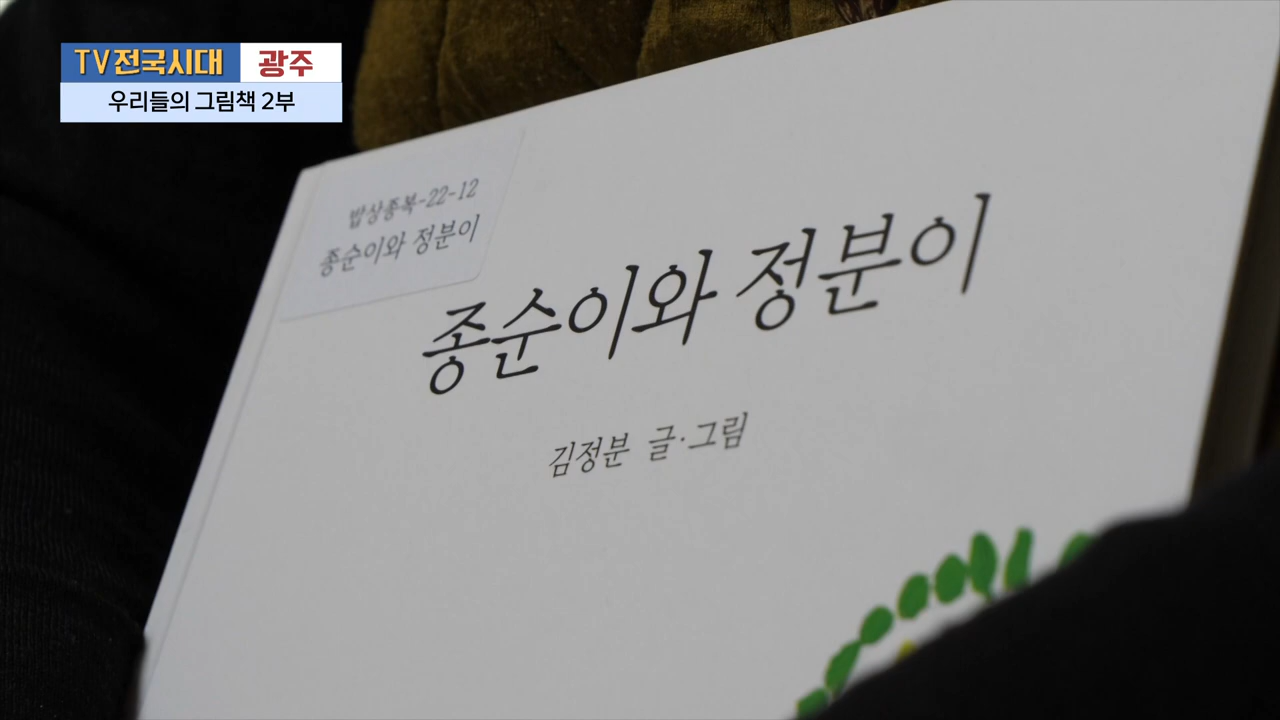 TV전국시대 광주
우리들의 그림책 2부
밥상종복-22-12
종순이와 정분이
종순이와 정분이
김정분 글·그림